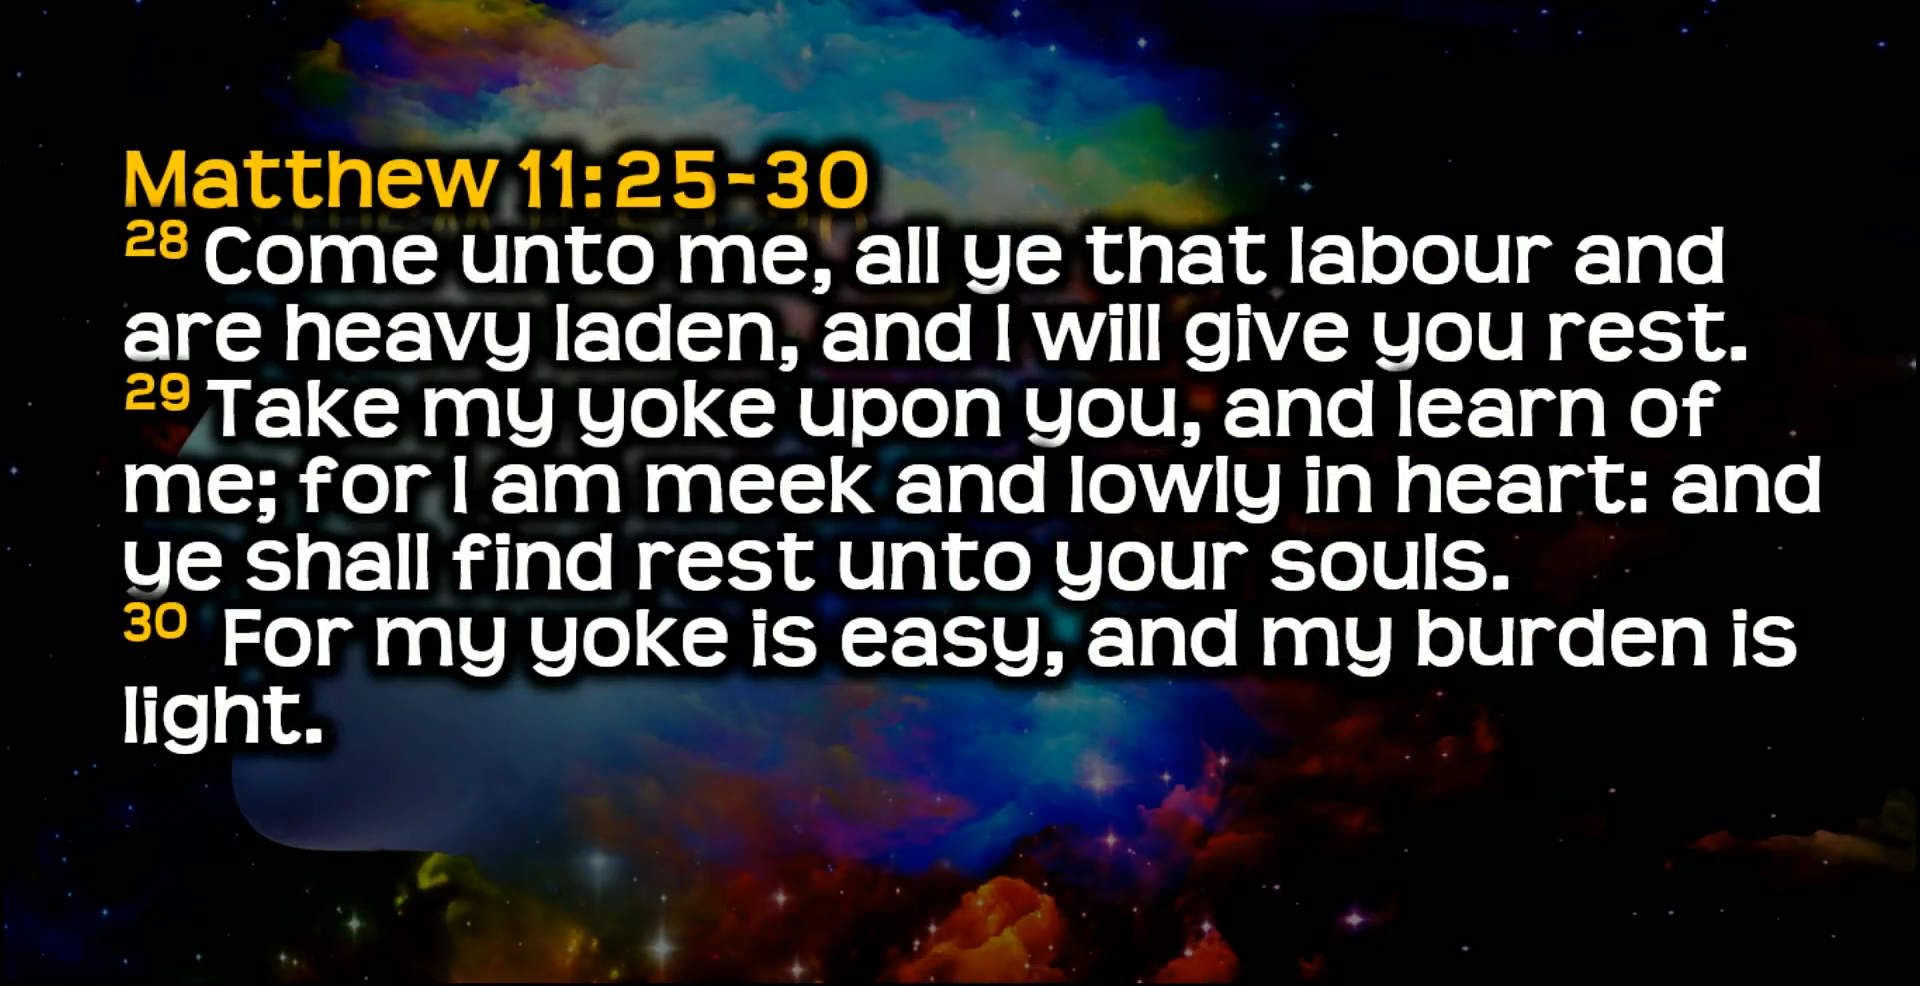 Matthew 11:25-30
28 Come unto me, all ye that labour and
are heavy laden, and I will give you rest.
29 Take my yoke upon you, and learn of
me; for I am meek and lowly in heart: and
ye shall find rest unto your souls.
30 For my yoke is easy, and my burden is
light.